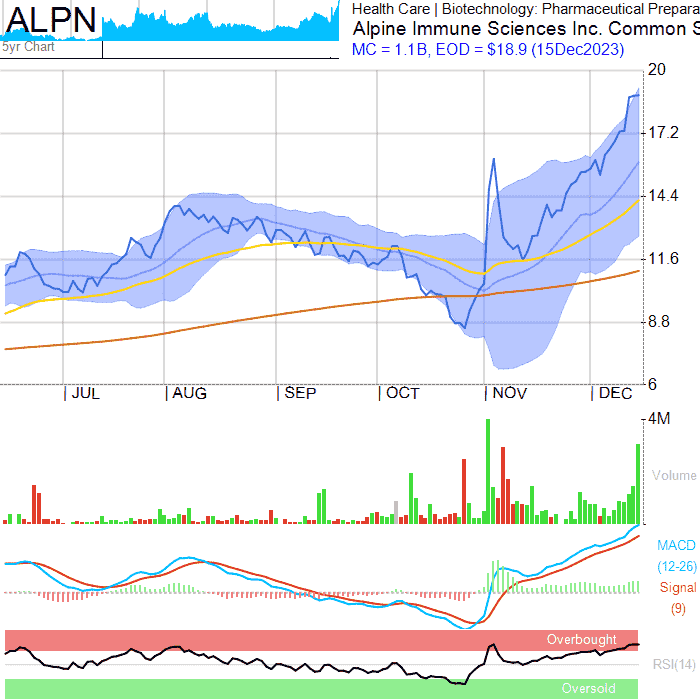 ALPN
5yr Chart
Health Care | Biotechnology: Pharmaceutical Prepara
Alpine Immune Sciences Inc. Common S
MC = 1.1B, EOD = $18.9 (15Dec2023)
20
17.2
14.4
11.6
8.8
6
JUL AUG SEP OCT NOV DEC
4M
Volume
MACD
(12-26)
Signal
(9)
Overbought
RSI(14)
Oversold